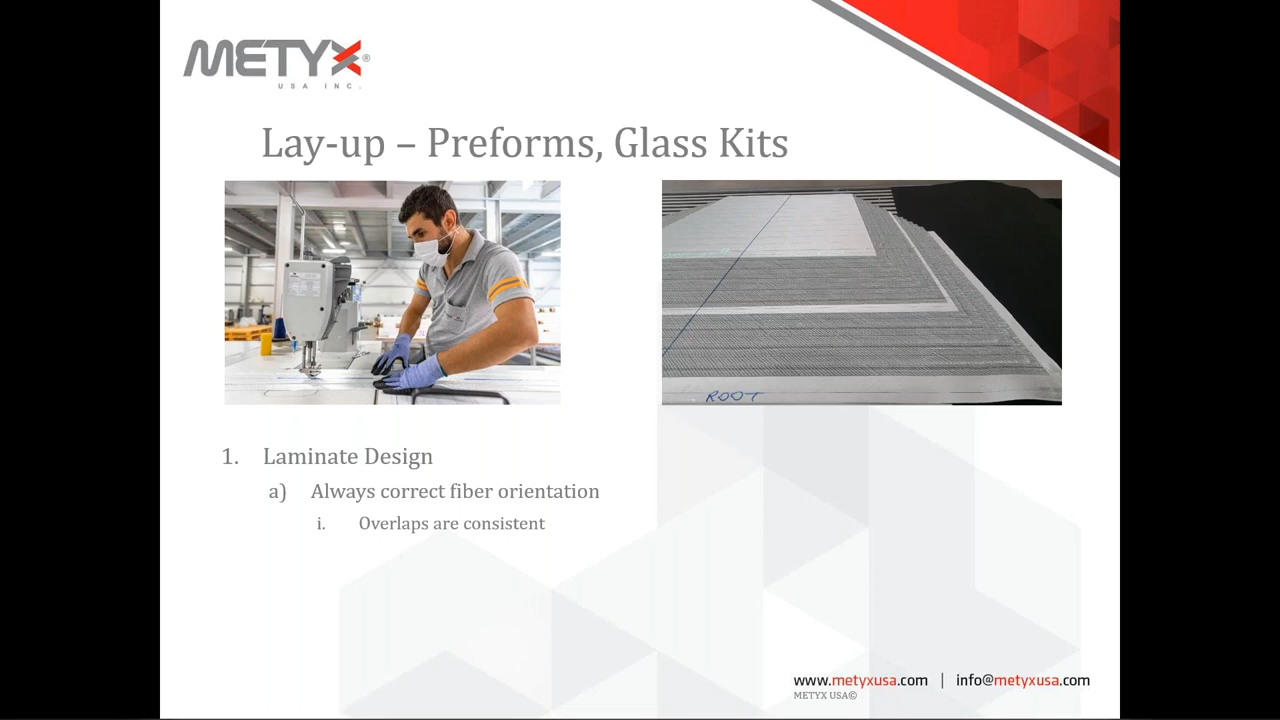 METYX®
USA INC.
Lay-up – Preforms, Glass Kits
ROOT
1. Laminate Design
a) Always correct fiber orientation
i. Overlaps are consistent
www.metyxusa.com | info@metyxusa.com
METYX USA©